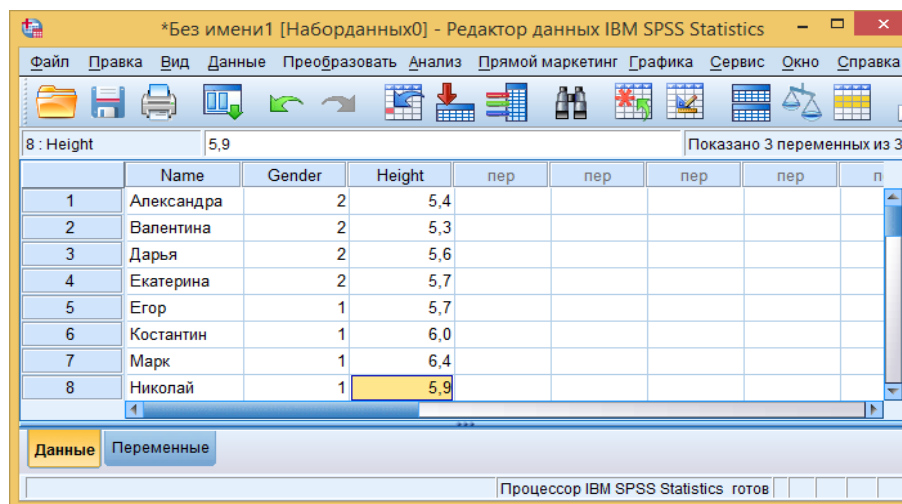 *Без имени1 [Наборданных0] - Редактор данных IBM SPSS Statistics
Файл Правка Вид Данные Преобразовать Анализ Прямой маркетинг Графика Сервис Окно Справка
8 : Height 5,9 Показано 3 переменных из 3
Name Gender Height пер пер пер пер п
1 Александра 2 5,4
2 Валентина 2 5,3
3 Дарья 2 5,6
4 Екатерина 2 5,7
5 Егор 1 5,7
6 Костантин 1 6,0
7 Марк 1 6,4
8 Николай 1 5,9
Данные Переменные
Процессор IBM SPSS Statistics готов